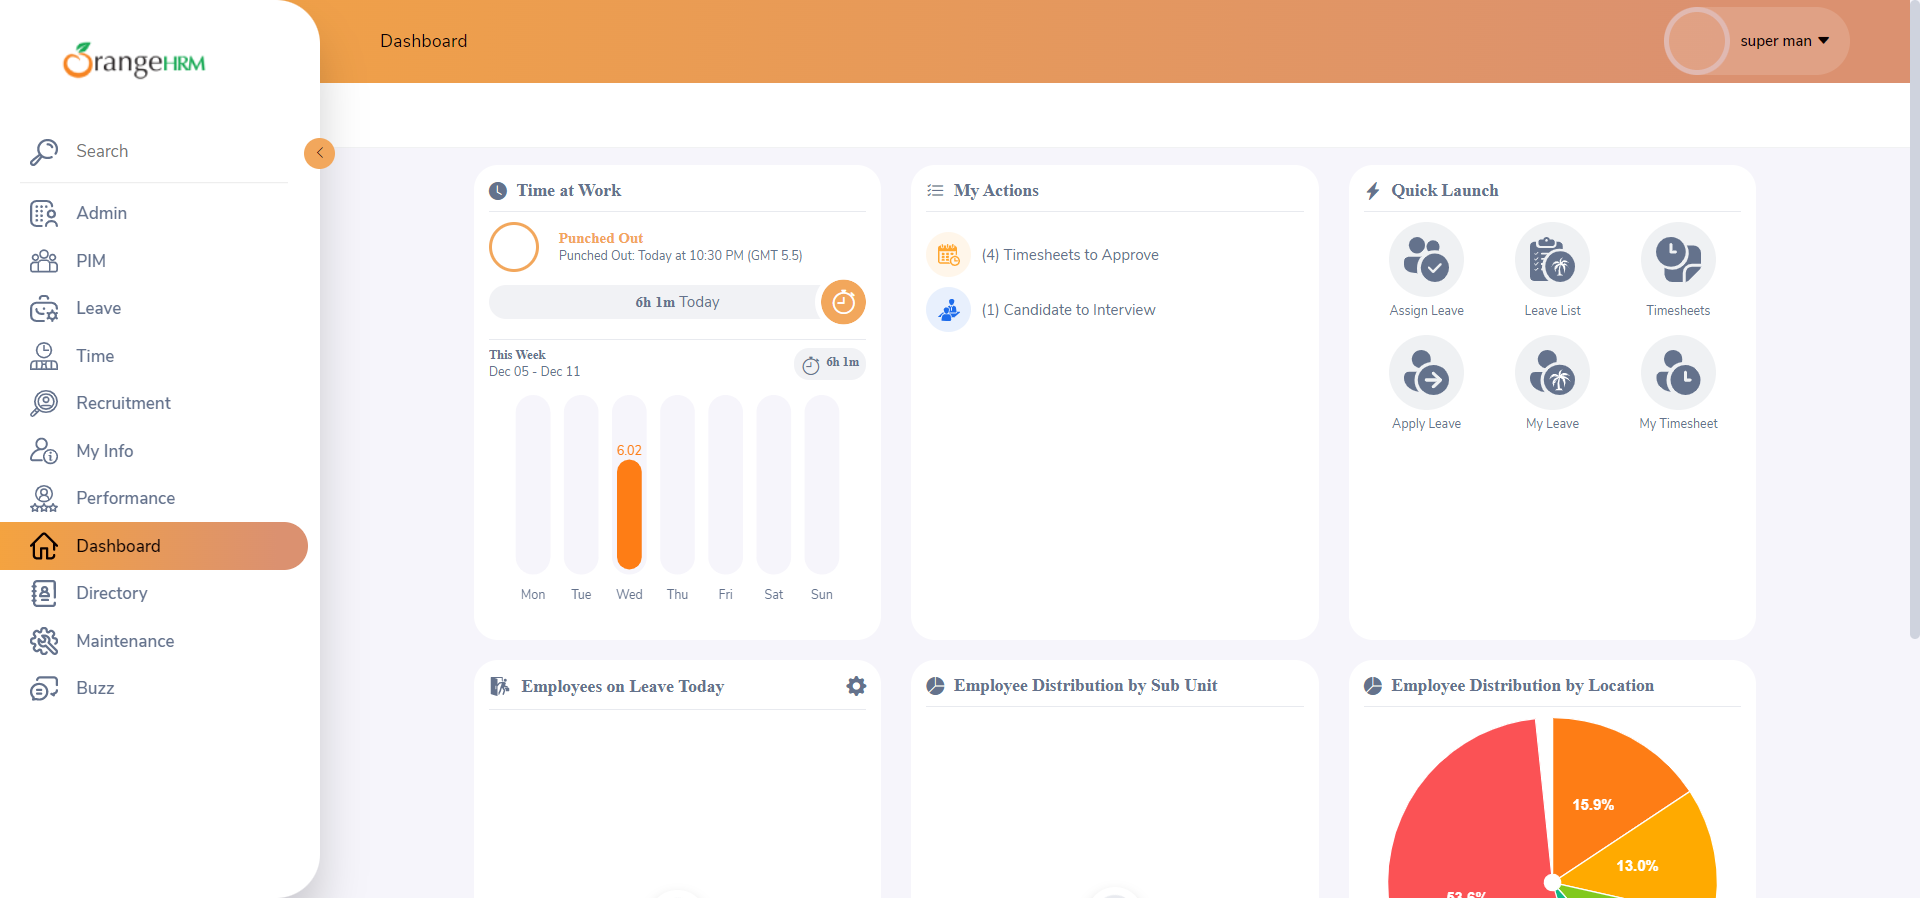 OrangeHRM
Dashboard
super man
Search
Admin
PIM
Leave
Time
Recruitment
My Info
Performance
Dashboard
Directory
Maintenance
Buzz
Time at Work
Punched Out
Punched Out: Today at 10:30 PM (GMT 5.5)
6h 1m Today
This Week
Dec 05 - Dec 11
6h 1m
6.02
Mon Tue Wed Thu Fri Sat Sun
My Actions
(4) Timesheets to Approve
(1) Candidate to Interview
Quick Launch
Assign Leave Leave List Timesheets
Apply Leave My Leave My Timesheet
Employees on Leave Today
Employee Distribution by Sub Unit
Employee Distribution by Location
15.9%
13.0%
53.6%